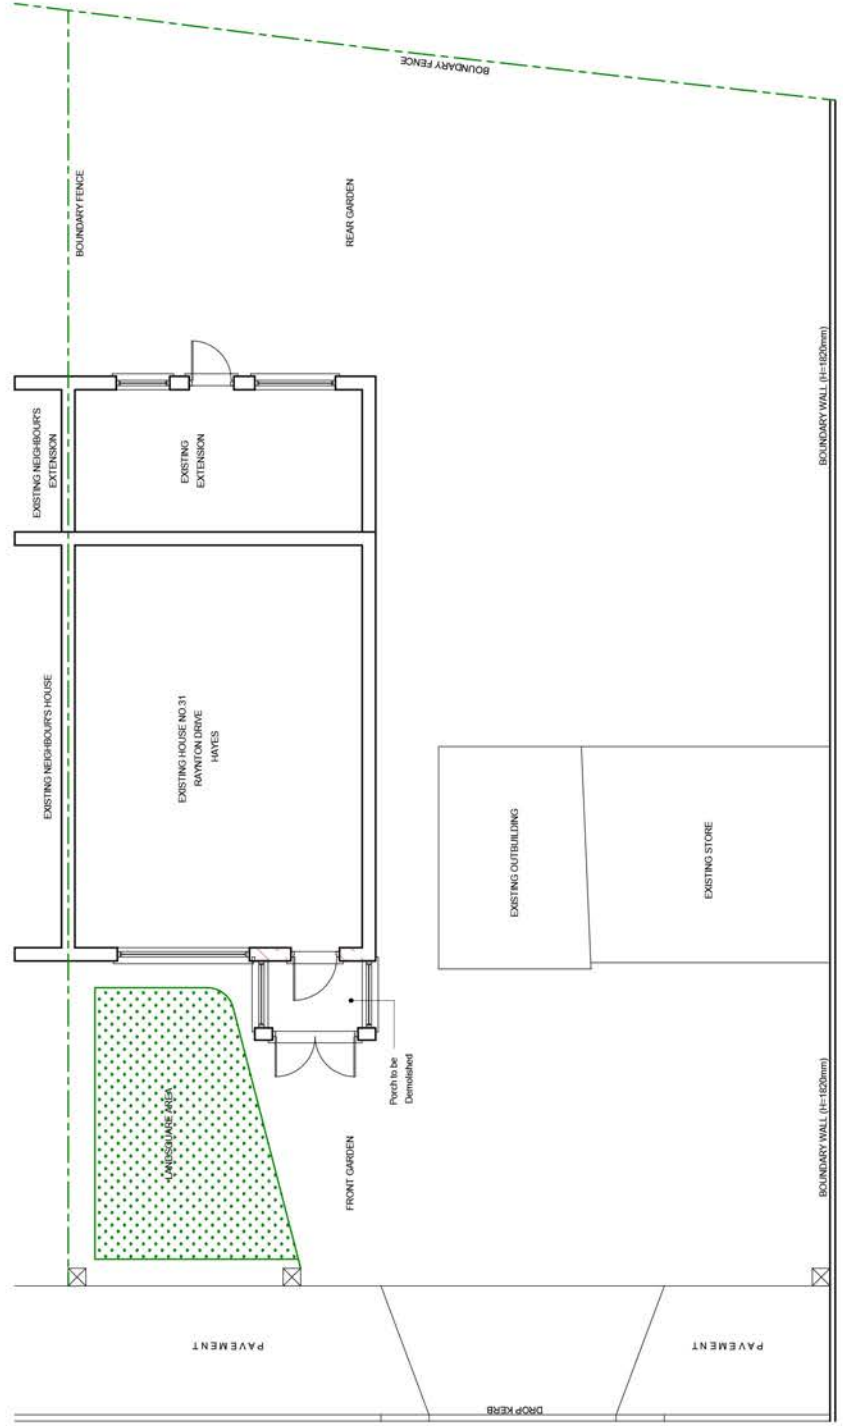 BOUNDARY FENCE
BOUNDARY FENCE
REAR GARDEN
EXISTING NEIGHBOUR'S
EXTENSION
EXISTING
EXTENSION
BOUNDARY WALL (H=1820mm)
EXISTING NEIGHBOUR'S HOUSE
EXISTING HOUSE NO.31
RAYNTON DRIVE
HAYES
EXISTING OUTBUILDING
EXISTING STORE
Porch to be
Demolished
LANDSQUARE AREA
FRONT GARDEN
BOUNDARY WALL (H=1820mm)
PAVEMENT
PAVEMENT
DROP KERB